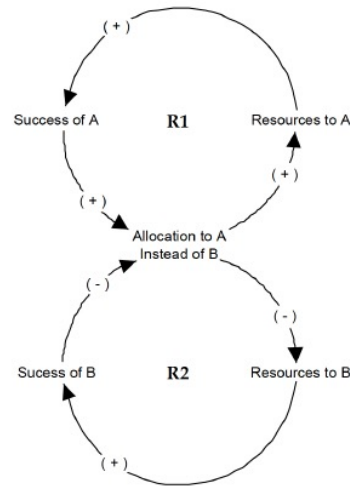 ( + )
Success of A
R1
Resources to A
( + )
( + )
Allocation to A
Instead of B
( - )
( - )
Sucess of B
R2
Resources to B
( + )